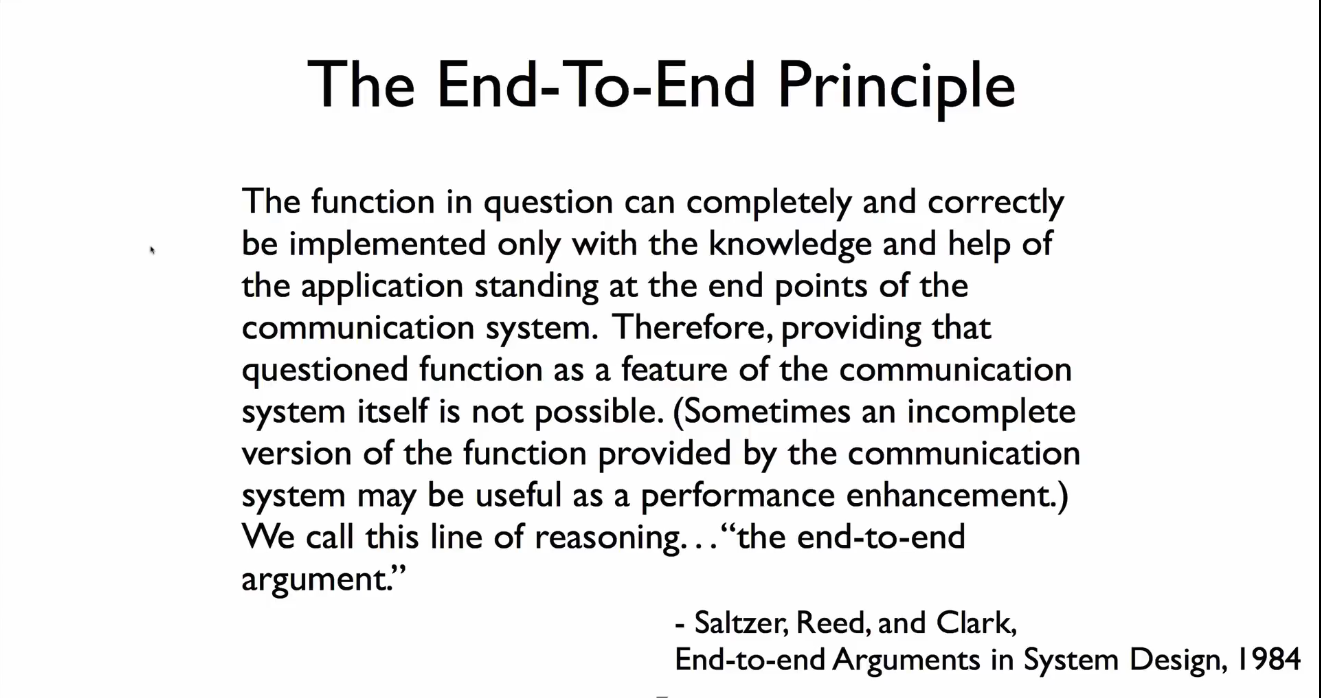 The End-To-End Principle
The function in question can completely and correctly
be implemented only with the knowledge and help of
the application standing at the end points of the
communication system. Therefore, providing that
questioned function as a feature of the communication
system itself is not possible. (Sometimes an incomplete
version of the function provided by the communication
system may be useful as a performance enhancement.)
We call this line of reasoning. . .“the end-to-end
argument.”
- Saltzer, Reed, and Clark,
End-to-end Arguments in System Design, 1984